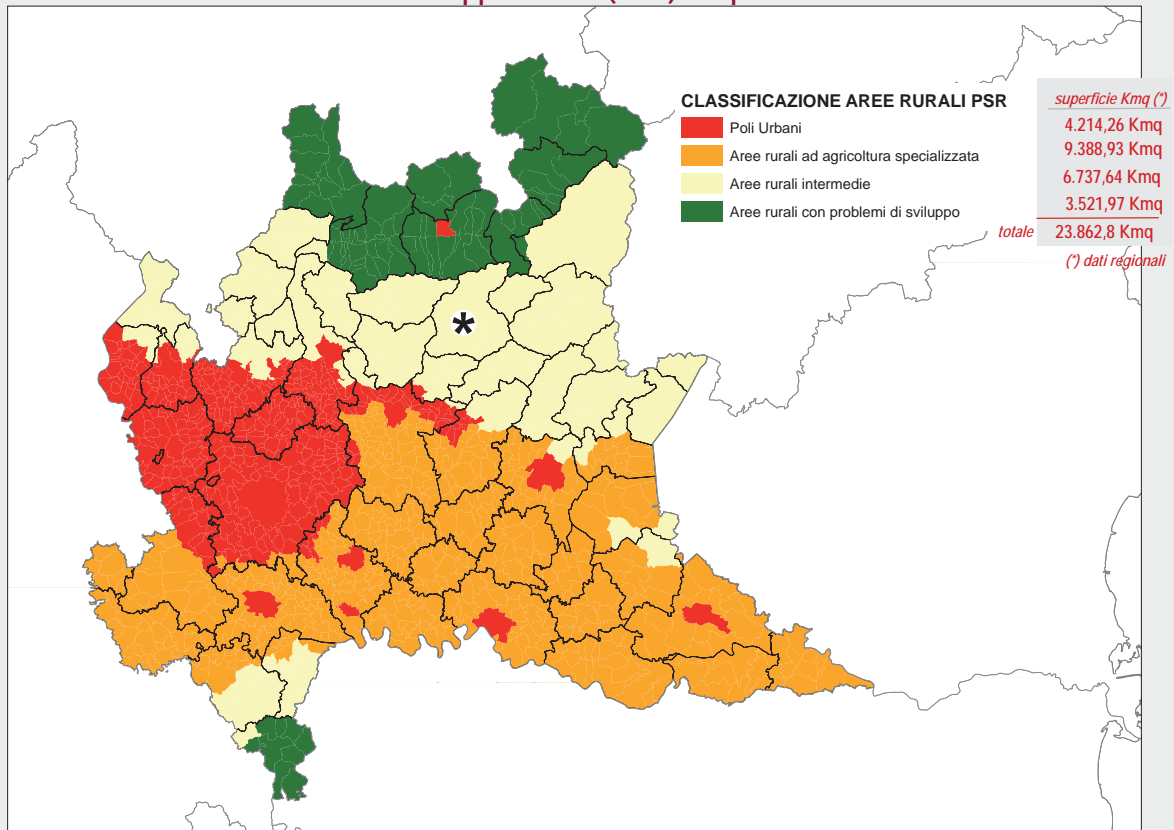 CLASSIFICAZIONE AREE RURALI PSR
superficie Kmq (*)
Poli Urbani
4.214,26 Kmq
Aree rurali ad agricoltura specializzata
9.388,93 Kmq
Aree rurali intermedie
6.737,64 Kmq
Aree rurali con problemi di sviluppo
3.521,97 Kmq
totale 23.862,8 Kmq
(*) dati regionali
*